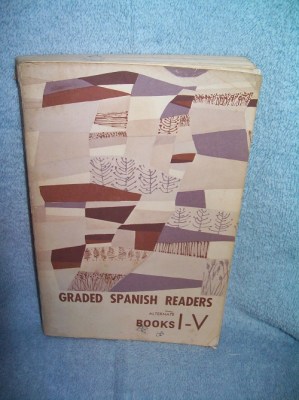 GRADED SPANISH READERS
BOOKS I-V